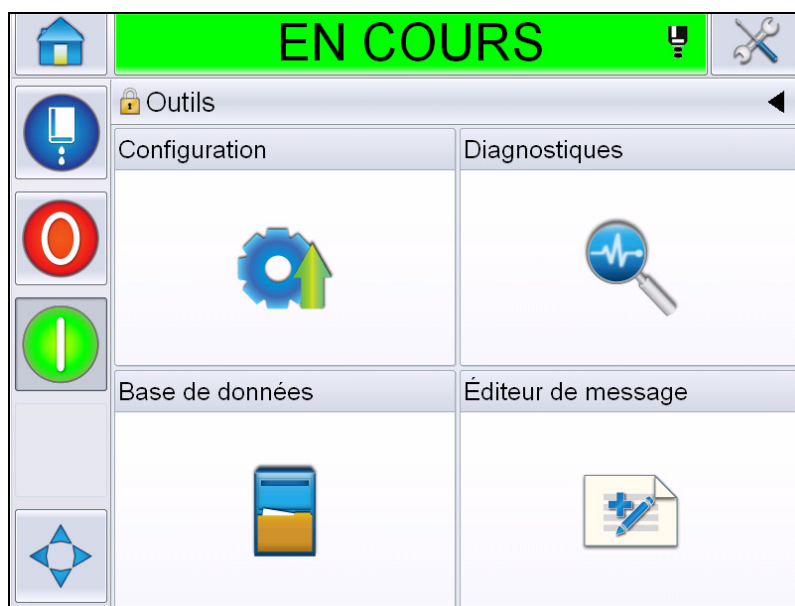 EN COURS
Outils
Configuration
Diagnostiques
Base de données
Éditeur de message